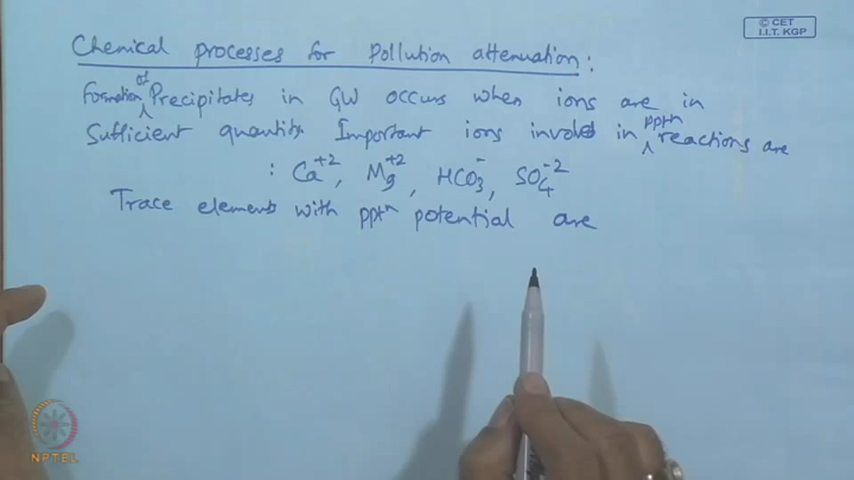 © CET
I.I.T. KGP
Chemical processes for Pollution attenuation:
Formation of Precipitates in GW occurs when ions are in
Sufficient quantity. Important ions involved in pptn reactions are
: Ca+2, Mg+2, HCO3-, SO4-2
Trace elements with pptn potential are
NPTEL